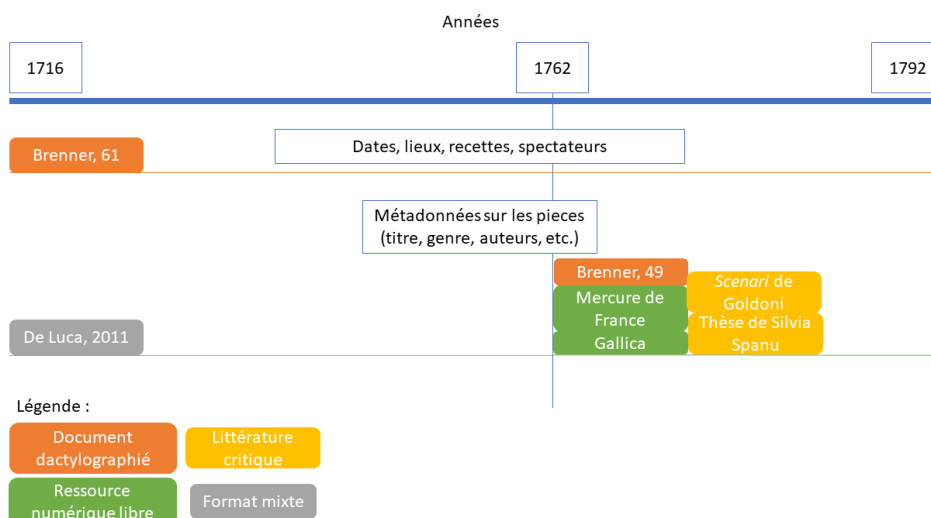 Années
1716
1762
1792
Dates, lieux, recettes, spectateurs
Brenner, 61
Métadonnées sur les pieces
(titre, genre, auteurs, etc.)
Brenner, 49
Mercure de
France
Gallica
Scenari de
Goldoni
Thèse de Silvia
Spanu
De Luca, 2011
Légende :
Document
dactylographié
Littérature
critique
Ressource
numérique libre
Format mixte